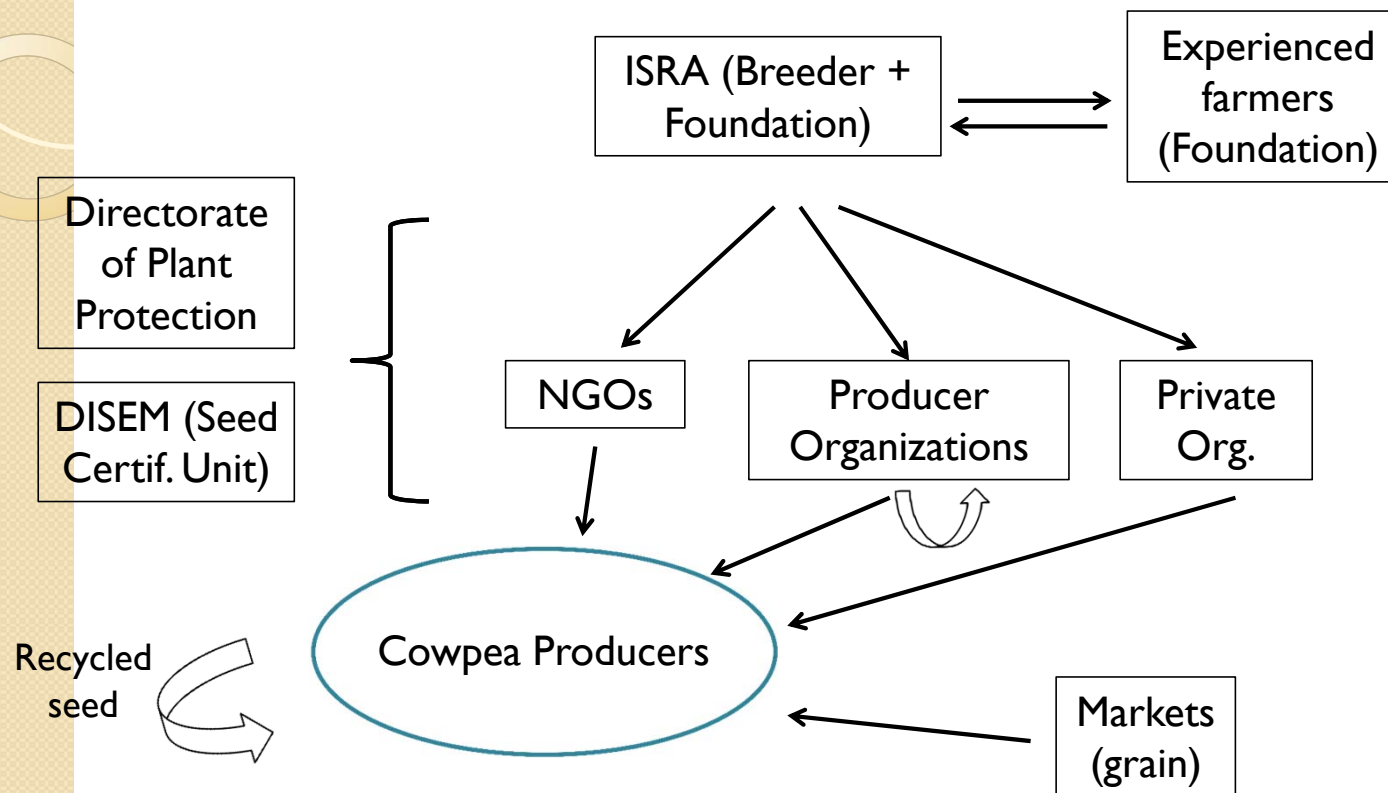 ISRA (Breeder +
Foundation)
Experienced
farmers
(Foundation)
Directorate
of Plant
Protection
DISEM (Seed
Certif. Unit)
NGOs
Producer
Organizations
Private
Org.
Cowpea Producers
Recycled
seed
Markets
(grain)